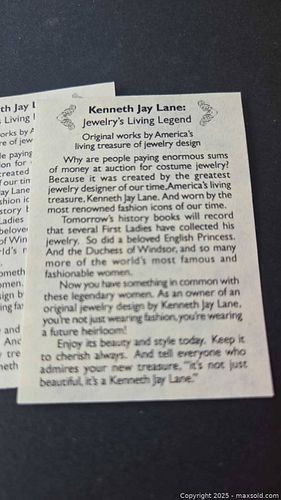 Kenneth Jay Lane:
Jewelry's Living Legend
Original works by America's
living treasure of jewelry design
Why are people paying enormous sums
of money at auction for costume jewelry?
Because it was created by the greatest
jewelry designer of our time, America's living
treasure, Kenneth Jay Lane. And worn by the
most renowned fashion icons of our time.
Tomorrow's history books will record
that several First Ladies have collected his
jewelry. So did a beloved English Princess.
And the Duchess of Windsor, and so many
more of the world's most famous and
fashionable women.
Now you have something in common with
these legendary women. As an owner of an
original jewelry design by Kenneth Jay Lane,
you're not just wearing fashion, you're wearing
a future heirloom!
Enjoy its beauty and style today. Keep it
to cherish always. And tell everyone who
admires your new treasure, "it's not just
beautiful, it's a Kenneth Jay Lane."
Copyright 2025 - maxsold.com